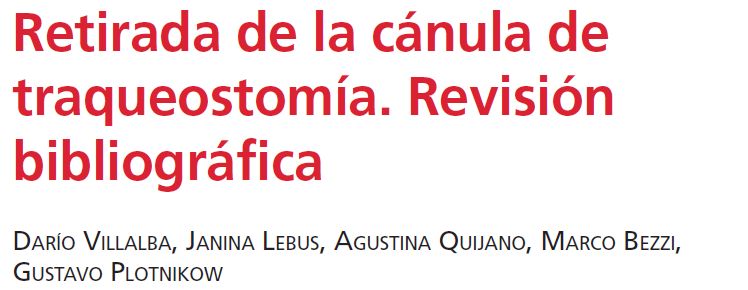 Retirada de la cánula de
traqueostomía. Revisión
bibliográfica
Darío Villalba, Janina Lebus, Agustina Quijano, Marco Bezzi,
Gustavo Plotnikow